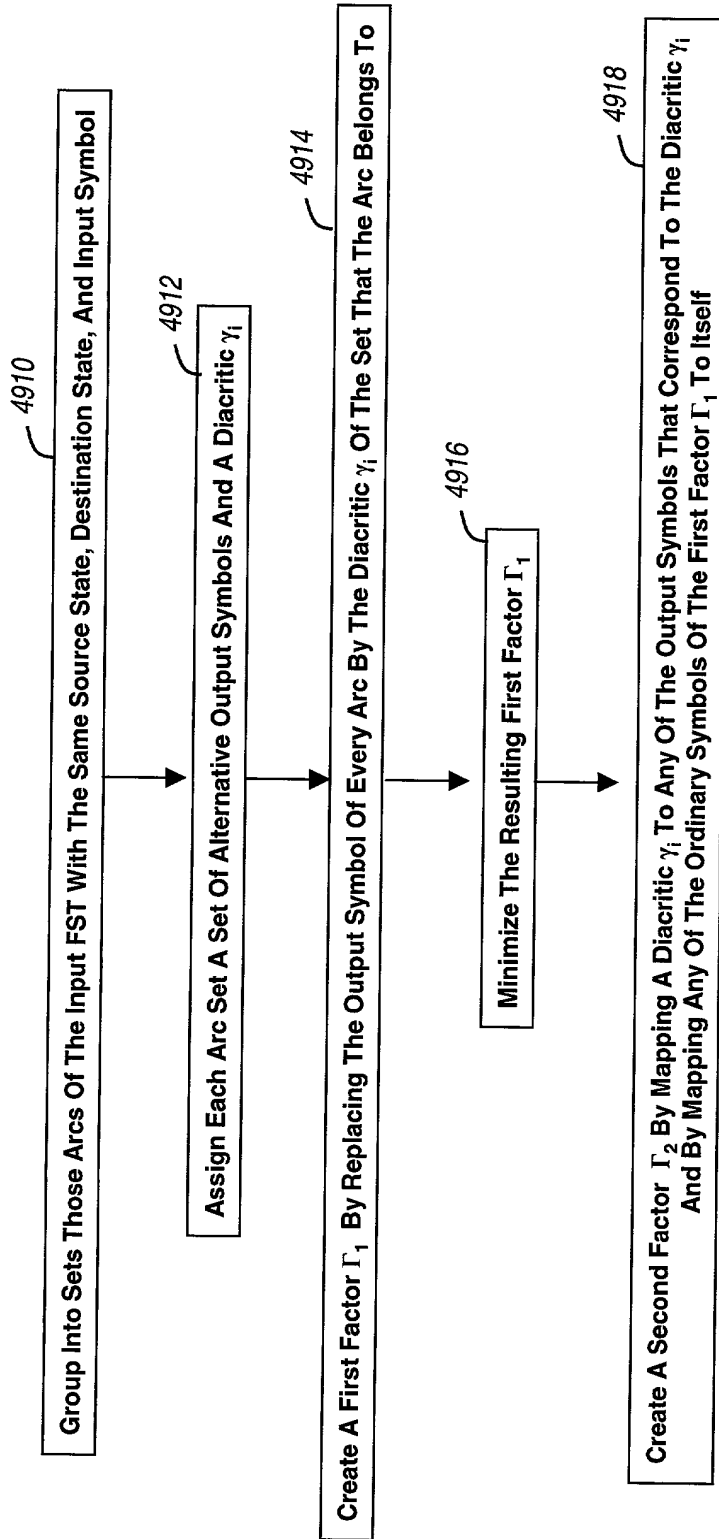 4910
Group Into Sets Those Arcs Of The Input FST With The Same Source State, Destination State, And Input Symbol
4912
Assign Each Arc Set A Set Of Alternative Output Symbols And A Diacritic γᵢ
4914
Create A First Factor Γ₁ By Replacing The Output Symbol Of Every Arc By The Diacritic γᵢ Of The Set That The Arc Belongs To
4916
Minimize The Resulting First Factor Γ₁
4918
Create A Second Factor Γ₂ By Mapping A Diacritic γᵢ To Any Of The Output Symbols That Correspond To The Diacritic γᵢ
And By Mapping Any Of The Ordinary Symbols Of The First Factor Γ₁ To Itself